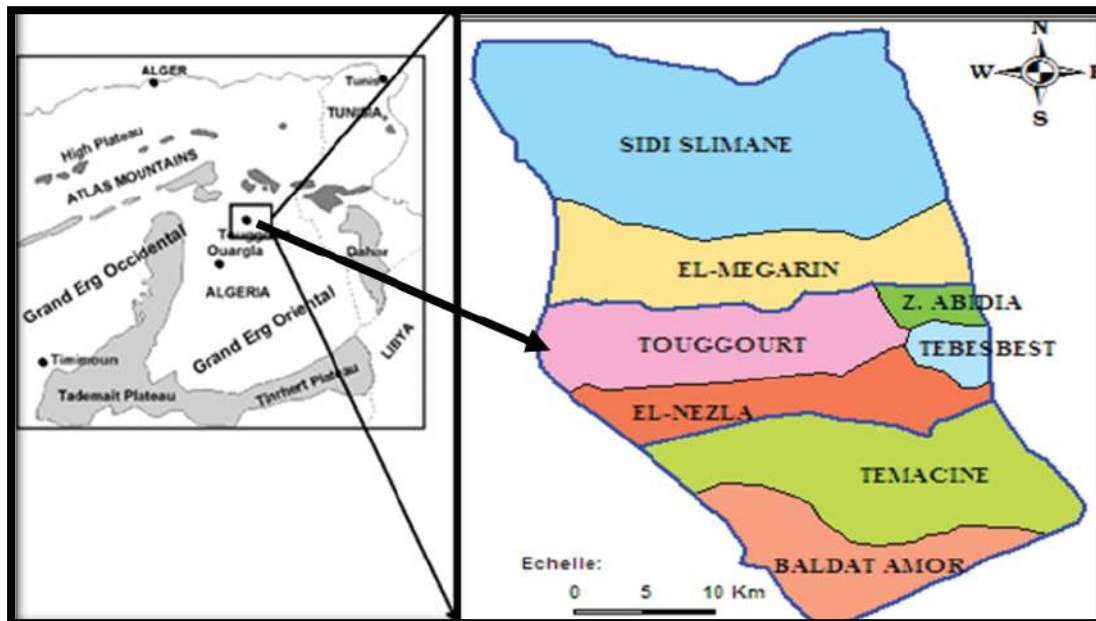 ALGER
Tunis
TUNISIA
High Plateau
ATLAS MOUNTAINS
Ouargla
Dahar
ALGERIA
Grand Erg Occidental
Grand Erg Oriental
LIBYA
Timimoun
Tademait Plateau
Tinrhert Plateau
N
W
S
SIDI SLIMANE
EL-MEGARIN
Z. ABIDIA
TOUGGOURT
TEBESBEST
EL-NEZLA
TEMACINE
BALDAT AMOR
Echelle:
0 5 10 Km